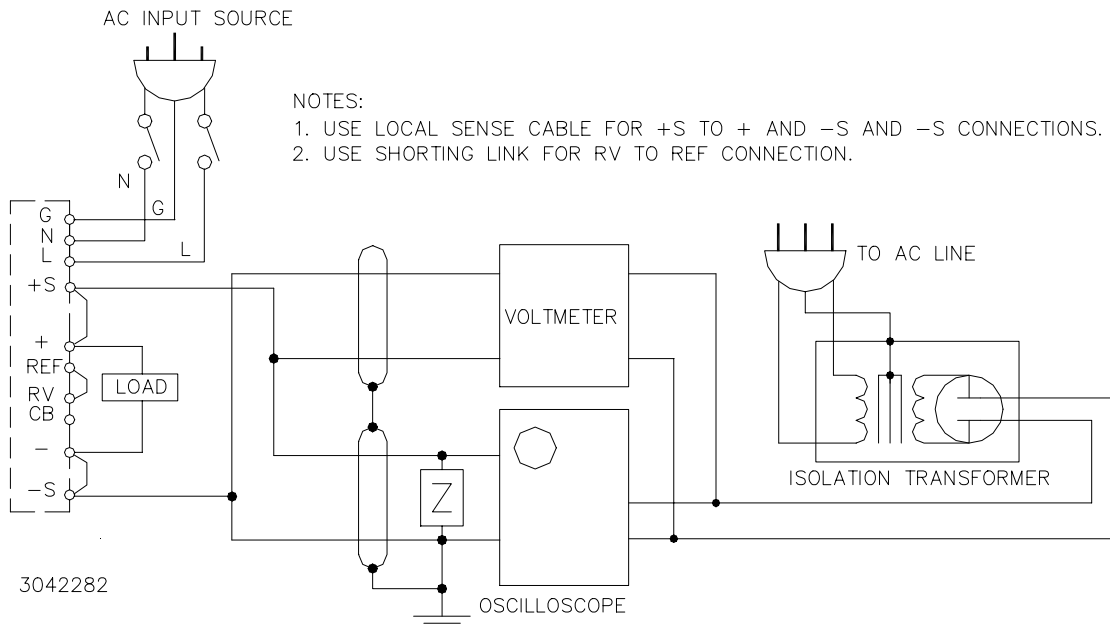 AC INPUT SOURCE
NOTES:
1. USE LOCAL SENSE CABLE FOR +S TO + AND -S AND -S CONNECTIONS.
2. USE SHORTING LINK FOR RV TO REF CONNECTION.
N
G
L
G
N
L
+S
+
REF
RV
CB
-
-S
LOAD
VOLTMETER
TO AC LINE
Z
ISOLATION TRANSFORMER
OSCILLOSCOPE
3042282